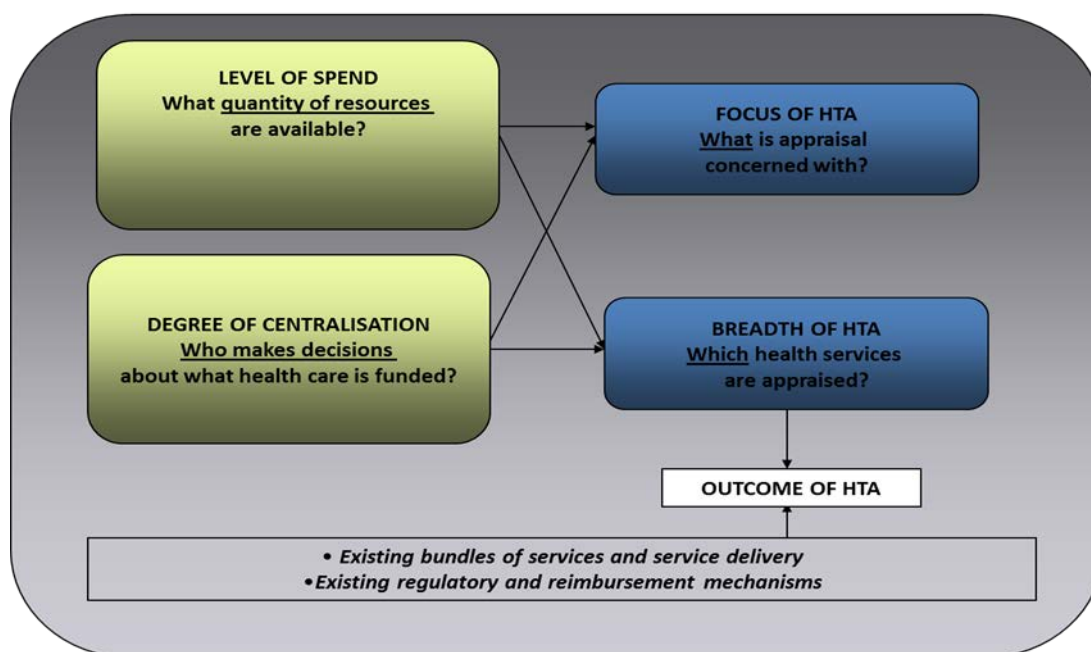 LEVEL OF SPEND
What quantity of resources
are available?
FOCUS OF HTA
What is appraisal
concerned with?
DEGREE OF CENTRALISATION
Who makes decisions
about what health care is funded?
BREADTH OF HTA
Which health services
are appraised?
OUTCOME OF HTA
• Existing bundles of services and service delivery
•Existing regulatory and reimbursement mechanisms